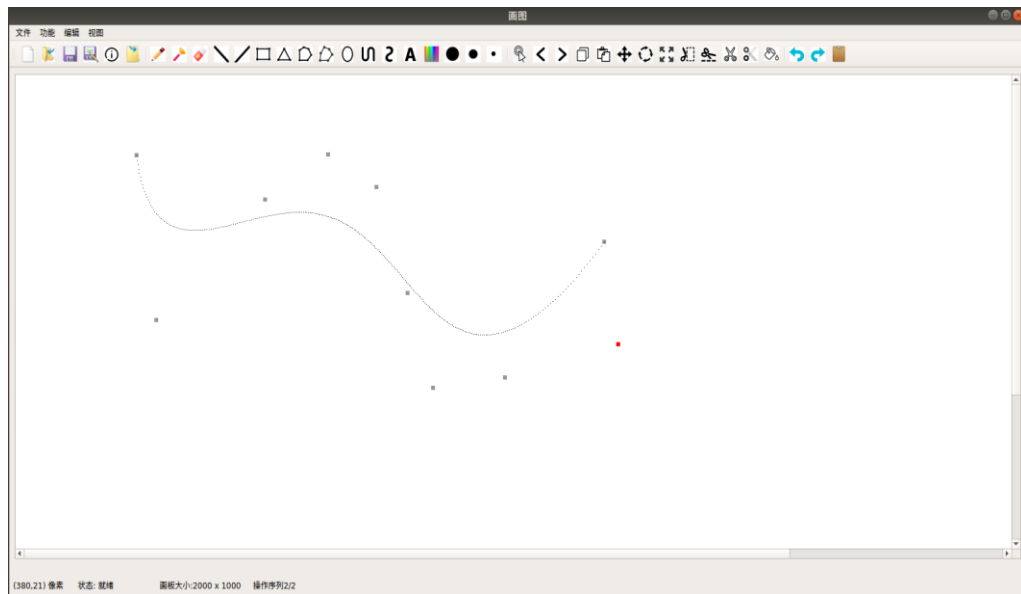 画图
文件 功能 编辑 视图
A
(380,21) 像素 状态: 就绪 画板大小:2000 x 1000 操作序列2/2